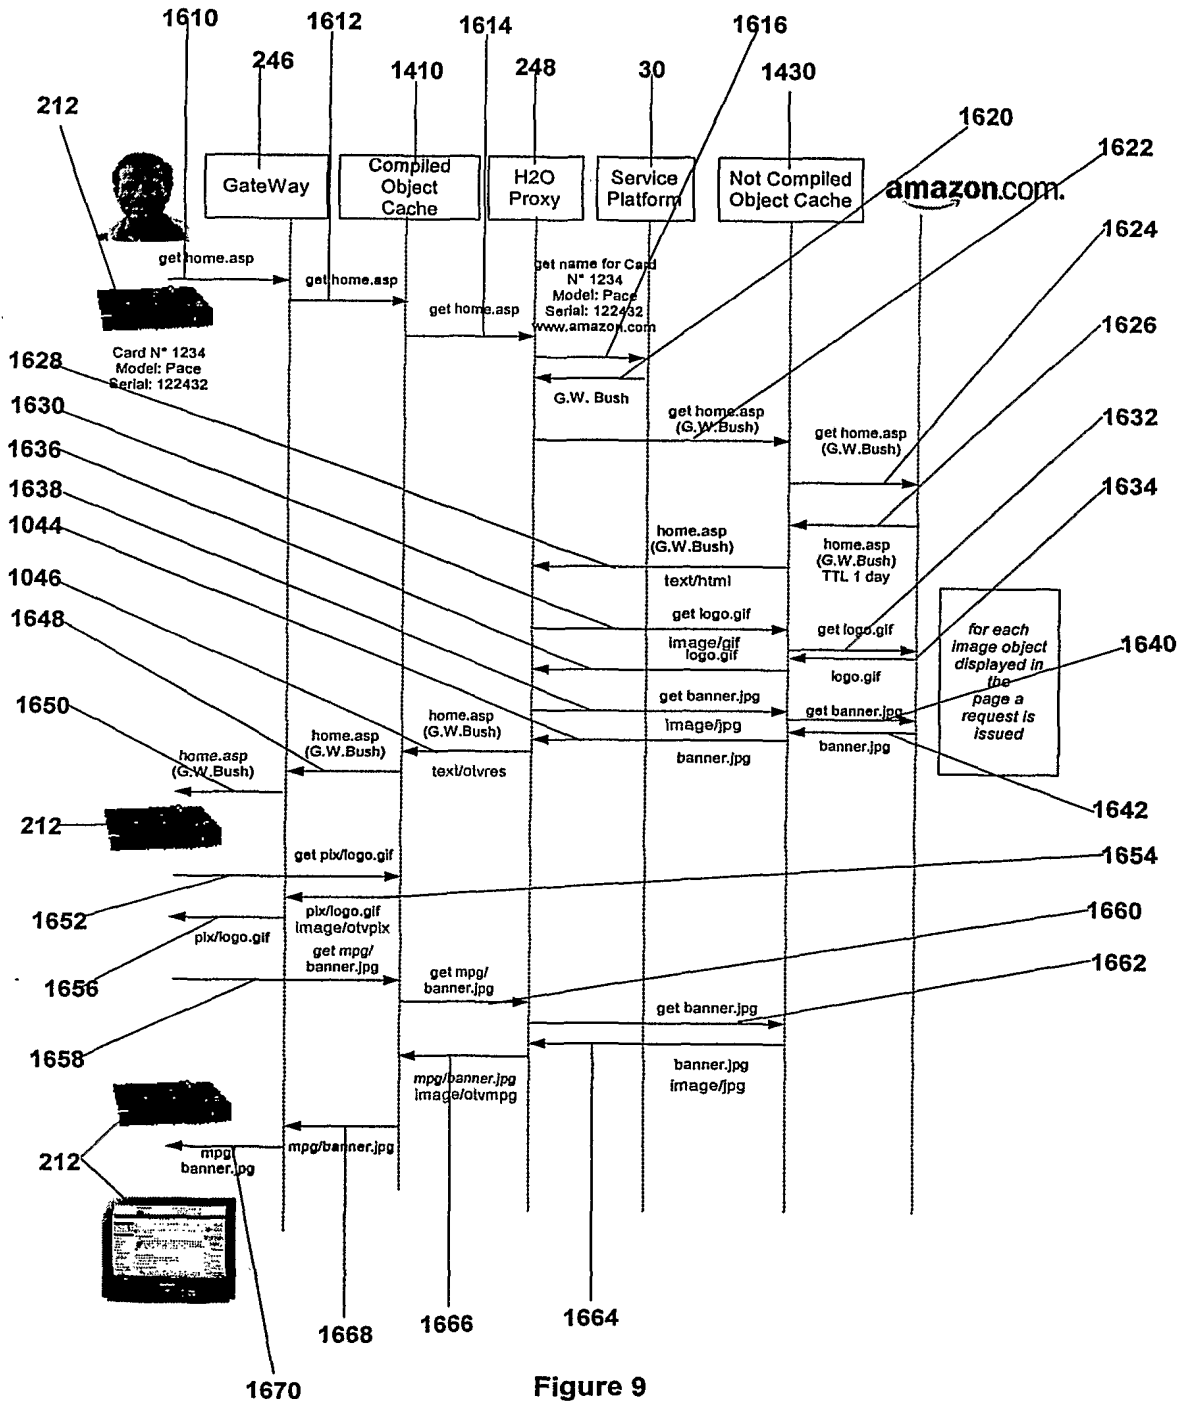 1610
1612
1614
1616
246
1410
248
30
1430
212
1620
1622
GateWay
Compiled
Object
Cache
H2O
Proxy
Service
Platform
Not Compiled
Object Cache
amazon.com.
1624
get home.asp
get home.asp
get home.asp
get name for Card
N° 1234
Model: Pace
Serial: 122432
www.amazon.com
1626
Card N° 1234
Model: Pace
Serial: 122432
1628
G.W. Bush
1630
get home.asp
(G.W.Bush)
1632
get home.asp
(G.W.Bush)
1636
1638
1634
1044
home.asp
(G.W.Bush)
text/html
home.asp
(G.W.Bush)
TTL 1 day
1046
1648
get logo.gif
image/gif
logo.gif
get logo.gif
logo.gif
for each
image object
displayed in
the
page a
request is
issued
1640
get banner.jpg
image/jpg
banner.jpg
get banner.jpg
banner.jpg
1650
home.asp
(G.W.Bush)
text/otvres
home.asp
(G.W.Bush)
home.asp
(G.W.Bush)
1642
212
get pix/logo.gif
1654
1652
pix/logo.gif
image/otvpix
pix/logo.gif
1660
get mpg/
banner.jpg
get mpg/
banner.jpg
1656
1662
get banner.jpg
1658
banner.jpg
image/jpg
mpg/banner.jpg
image/otvmpg
mpg/banner.jpg
mpg/
banner.jpg
212
1668
1666
1664
1670
Figure 9